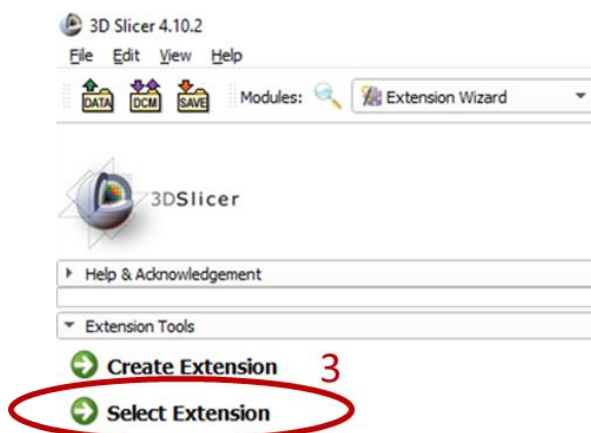 3D Slicer 4.10.2
File Edit View Help
DATA DCM SAVE Modules: Extension Wizard
3DSlicer
Help & Acknowledgement
Extension Tools
Create Extension 3
Select Extension